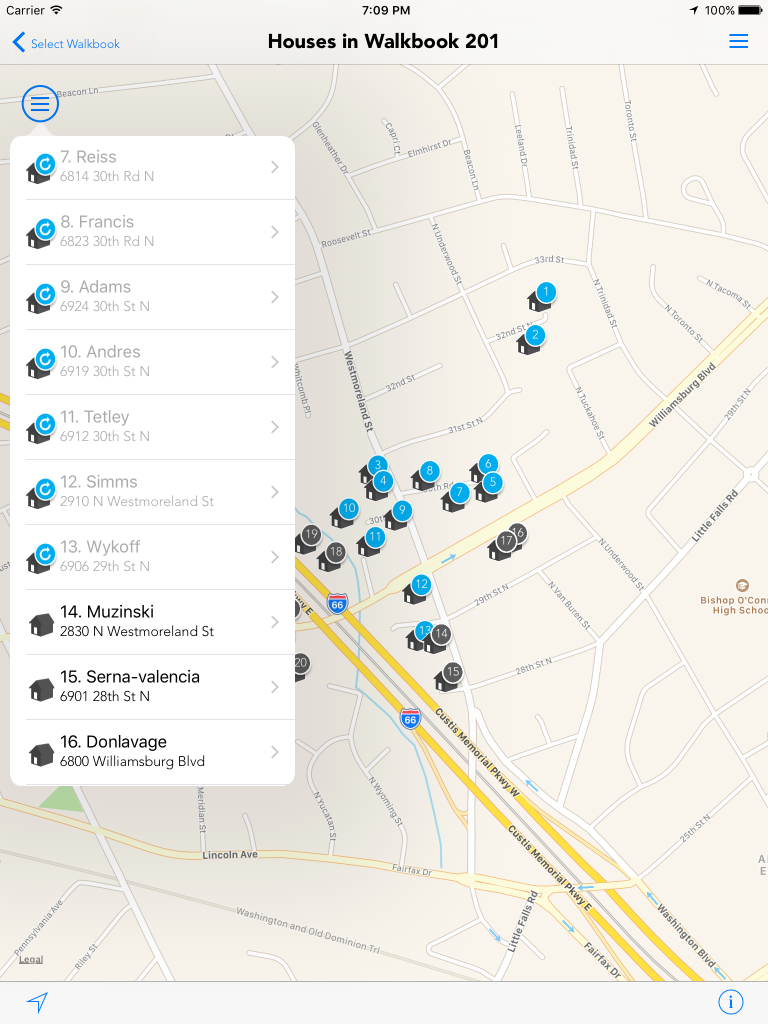 Carrier 7:09 PM 100%
Select Walkbook
Houses in Walkbook 201
Beacon Ln
7. Reiss
6814 30th Rd N
8. Francis
6823 30th Rd N
9. Adams
6924 30th St N
10. Andres
6919 30th St N
11. Tetley
6912 30th St N
12. Simms
2910 N Westmoreland St
13. Wykoff
6906 29th St N
14. Muzinski
2830 N Westmoreland St
15. Serna-valencia
6901 28th St N
16. Donlavage
6800 Williamsburg Blvd
Glenheather Dr
Capri Ct
Elmhirst Dr
Beacon Ln
Leeland Dr
Trinidad St
Toronto St
Roosevelt St
N Underwood St
33rd St
N Trinidad St
N Tacoma St
N Toronto St
1
32nd St N
2
Westmoreland St
Whitcomb Pl
32nd St
Williamsburg Blvd
N Tuckahoe St
29th St N
31st St N
3
4
8
6
5
7
10
9
11
19
18
16
17
Little Falls Rd
N Underwood St
12
66
29th St N
N Van Buren St
Bishop O'Con
High Schoo
13
14
15
20
28th St N
66
Custis Memorial Pkwy W
Meridian St
N Yucatan St
N Wyoming St
25th St N
Lincoln Ave
Fairfax Dr
Custis Memorial Pkwy E
Little Falls Rd
Washington Blvd
Washington and Old Dominion Trl
Fairfax Dr
Pennsylvania Ave
Riley St
Legal